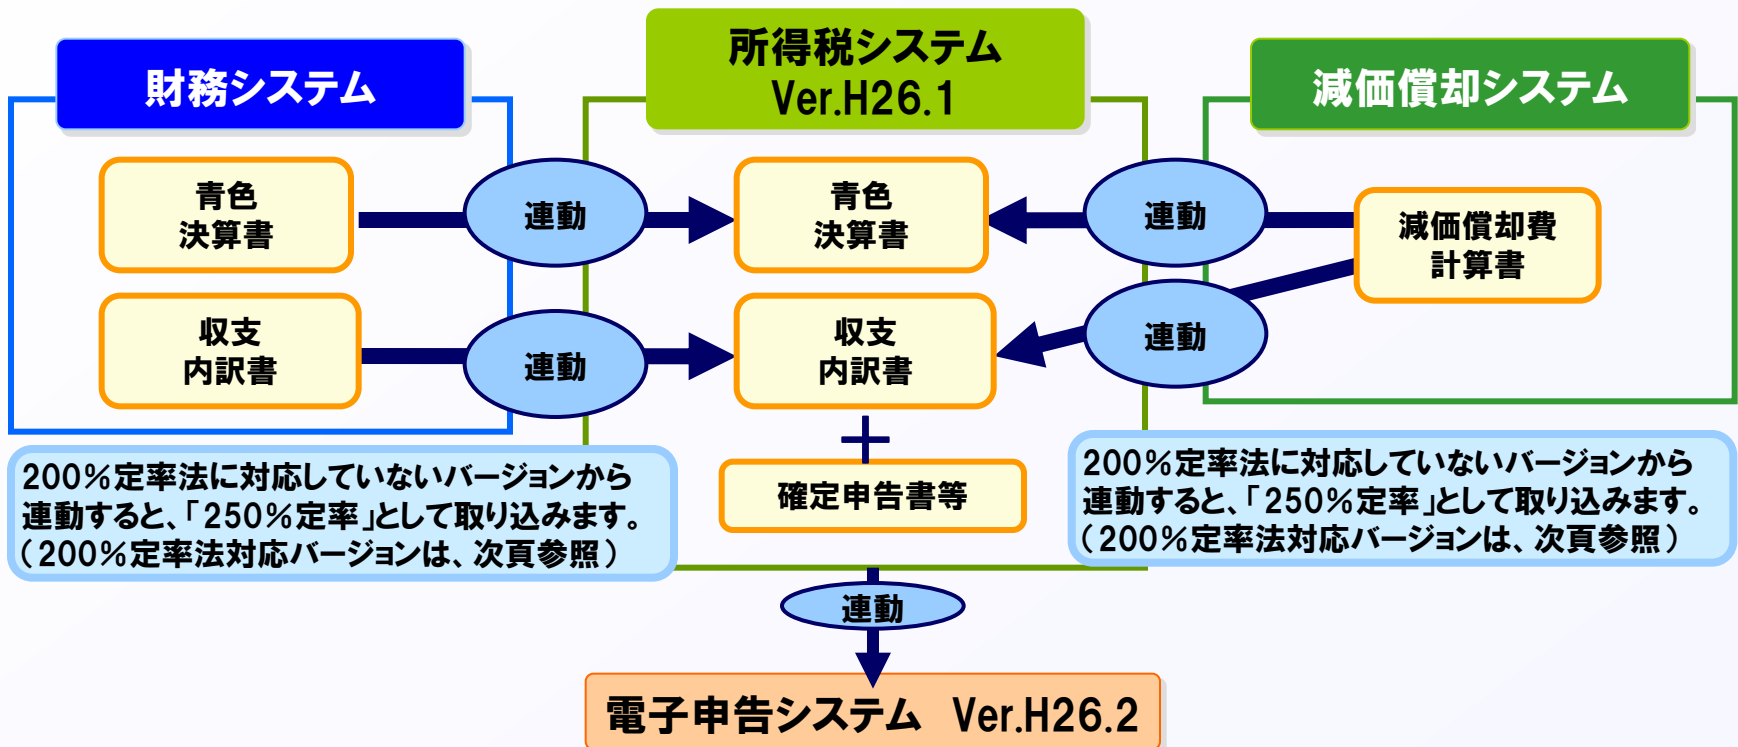 財務システム
所得税システム
Ver.H26.1
減価償却システム
青色
決算書
連動
青色
決算書
連動
減価償却費
計算書
収支
内訳書
連動
収支
内訳書
連動
200%定率法に対応していないバージョンから
連動すると、「250%定率」として取り込みます。
(200%定率法対応バージョンは、次頁参照)
+
確定申告書等
200%定率法に対応していないバージョンから
連動すると、「250%定率」として取り込みます。
(200%定率法対応バージョンは、次頁参照)
連動
電子申告システム Ver.H26.2